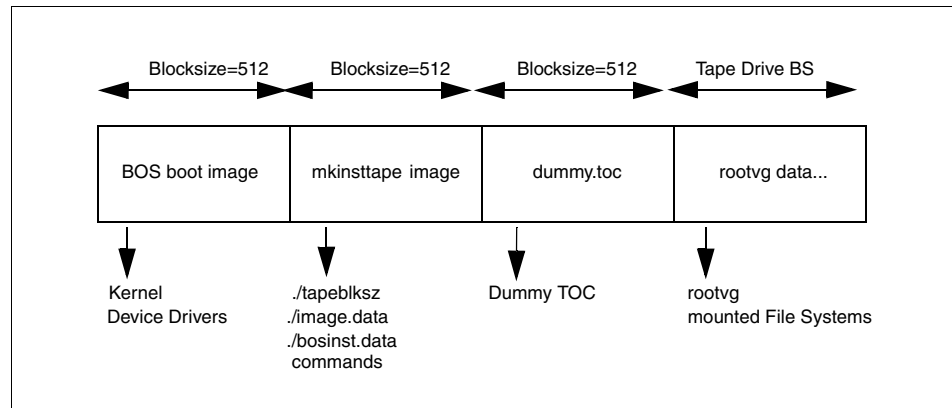 Blocksize=512 Blocksize=512 Blocksize=512 Tape Drive BS
BOS boot image mkinsttape image dummy.toc rootvg data...
Kernel
Device Drivers
./tapeblksz
./image.data
./bosinst.data
commands
Dummy TOC
rootvg
mounted File Systems